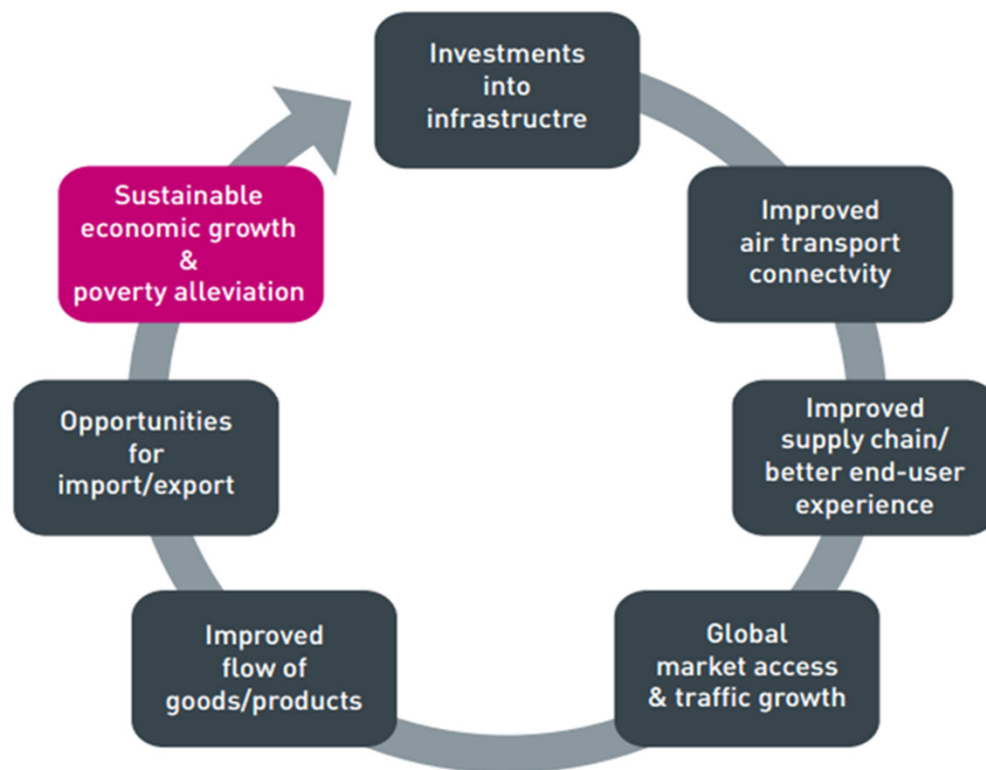 Investments
into
infrastructre
Improved
air transport
connectvity
Improved
supply chain/
better end-user
experience
Global
market access
& traffic growth
Improved
flow of
goods/products
Opportunities
for
import/export
Sustainable
economic growth
&
poverty alleviation